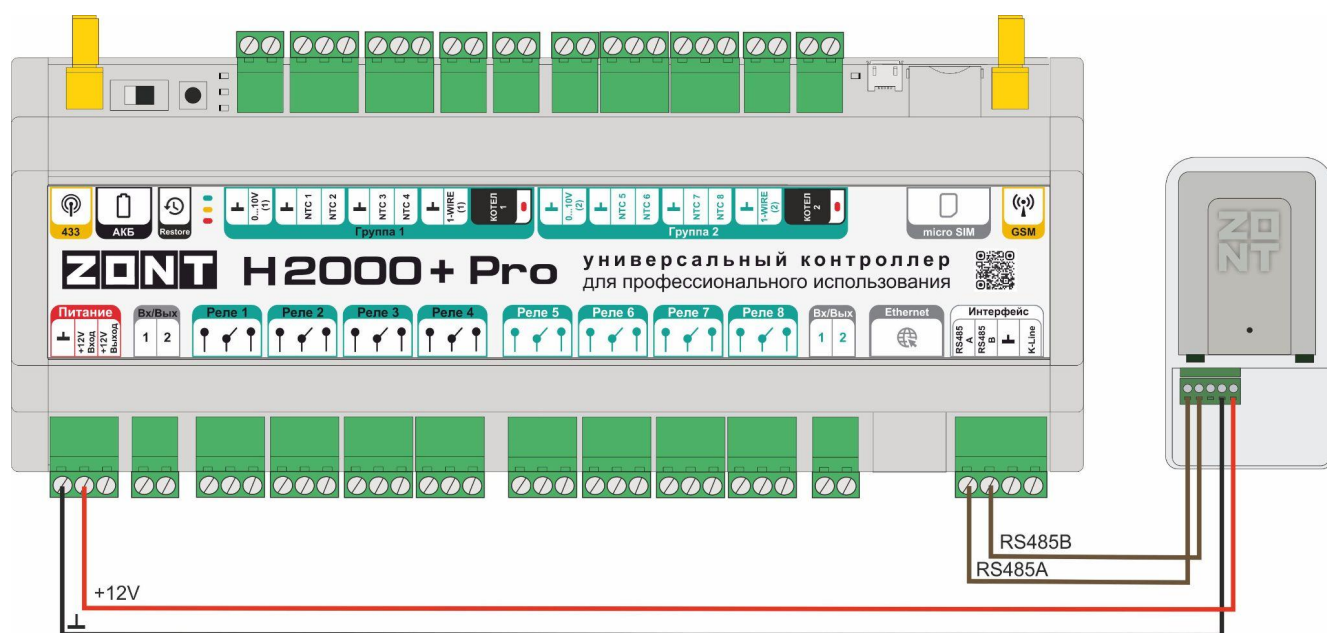 433
АКБ
Restore
0...10V (1)
NTC 1
NTC 2
NTC 3
NTC 4
1-WIRE (1)
КОТЕЛ 1
Группа 1
0...10V (2)
NTC 5
NTC 6
NTC 7
NTC 8
1-WIRE (2)
КОТЕЛ 2
Группа 2
micro SIM
GSM
ZONT H2000+ Pro
универсальный контроллер
для профессионального использования
ZONT
Питание
+12V Вход
+12V Выход
Вх/Вых
1 2
Реле 1
Реле 2
Реле 3
Реле 4
Реле 5
Реле 6
Реле 7
Реле 8
Вх/Вых
1 2
Ethernet
Интерфейс
RS485 A
RS485 B
K-Line
RS485B
RS485A
+12V